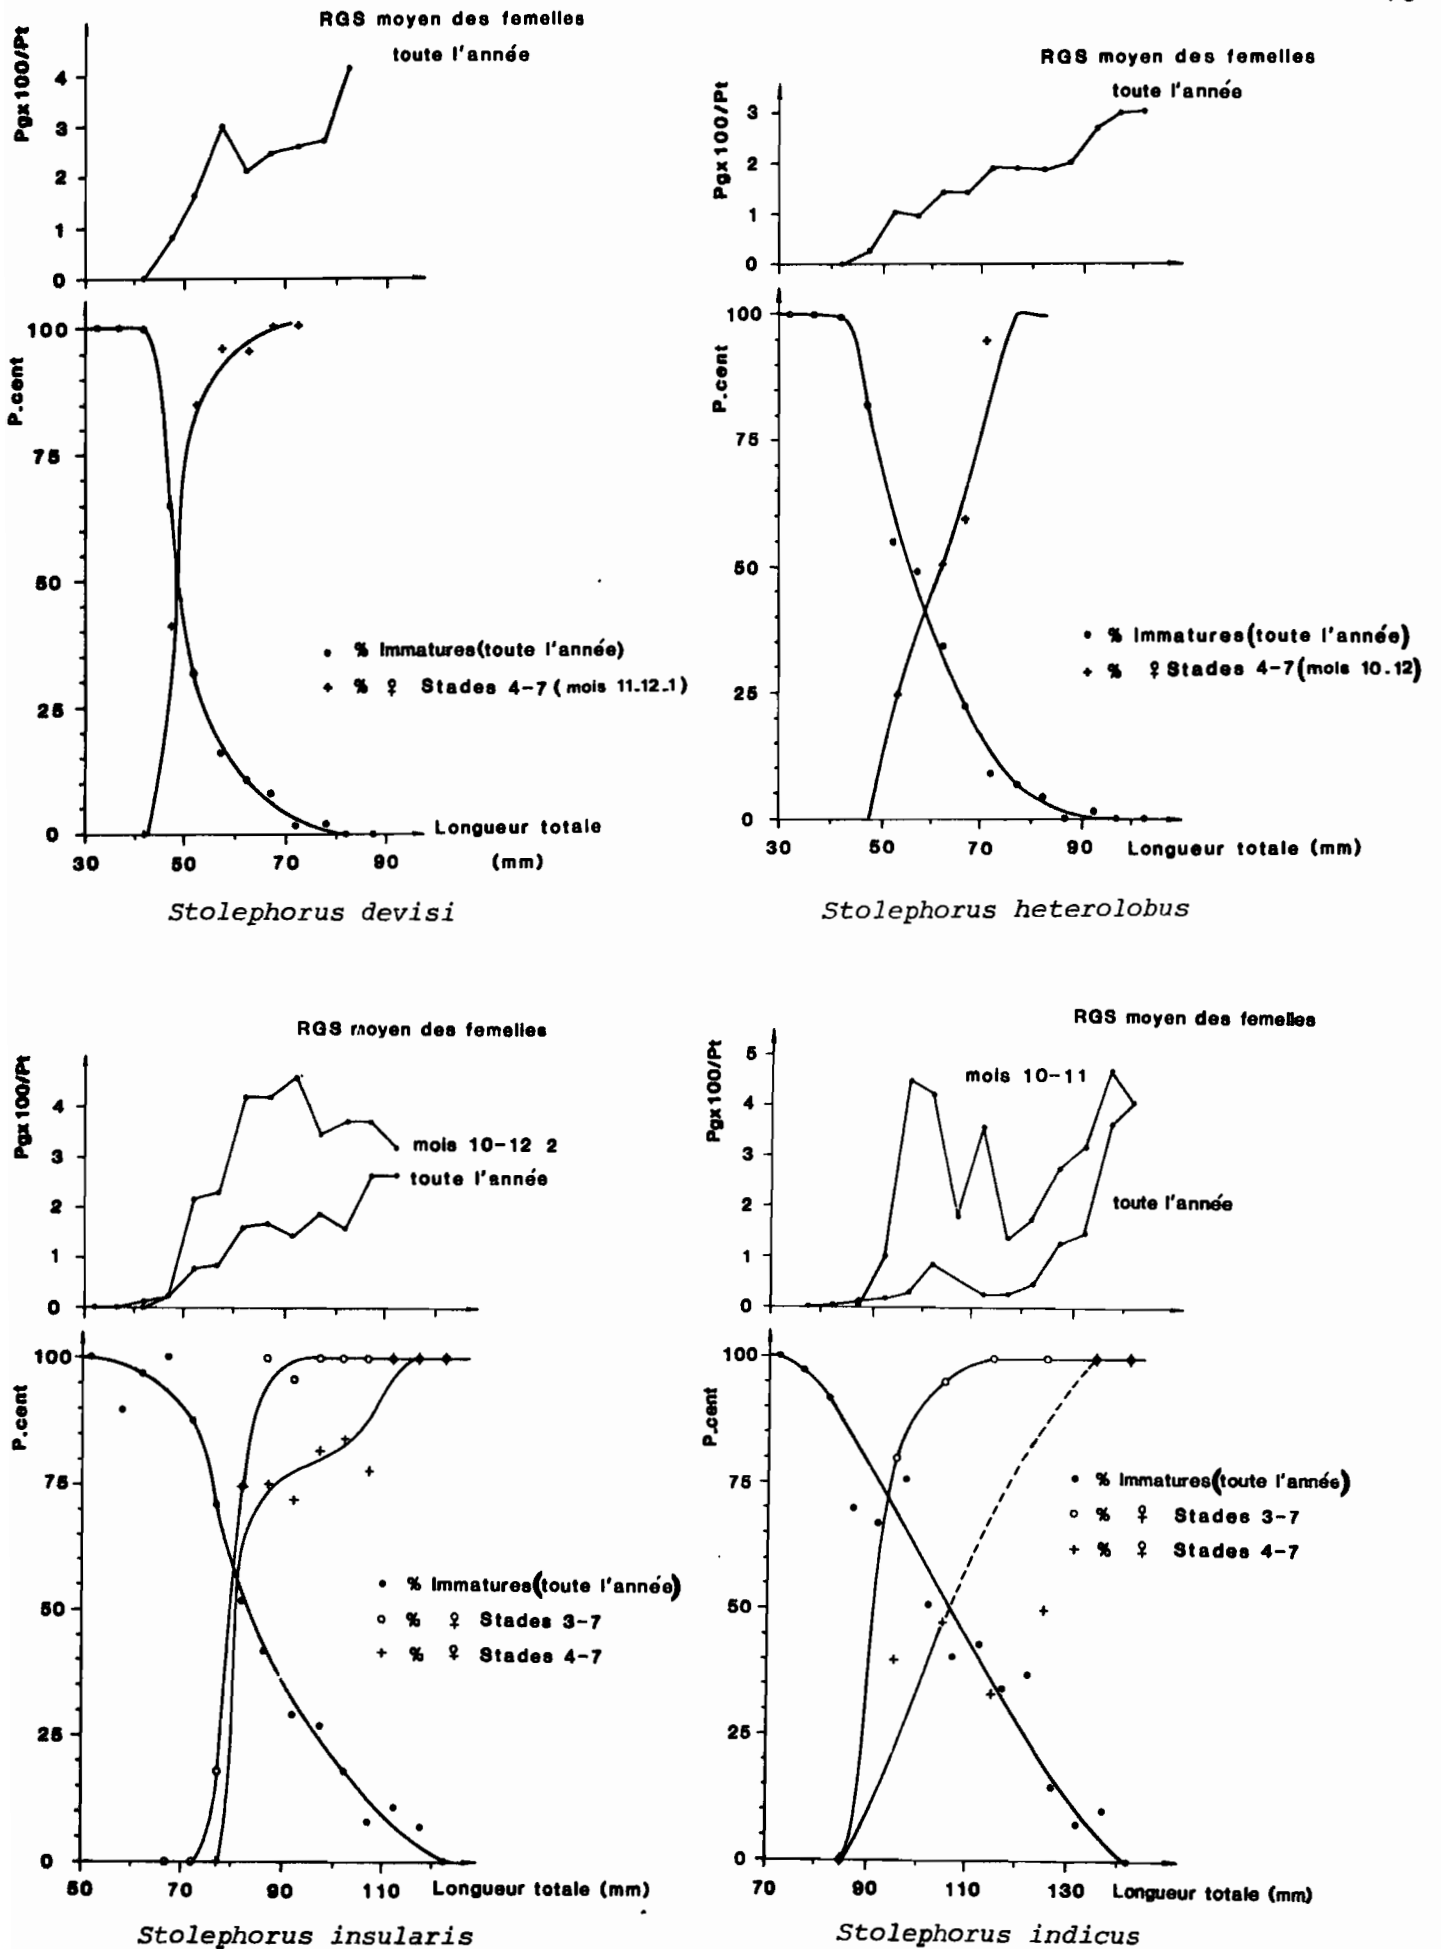 RGS moyen des femelles
toute l'année
Pgx100/Pt
4
3
2
1
0
P.cent
100
75
50
25
0
• % Immatures(toute l'année)
+ % ♀ Stades 4-7 (mois 11.12.1)
30 50 70 90
Longueur totale
(mm)
Stolephorus devisi
RGS moyen des femelles
toute l'année
Pgx100/Pt
3
2
1
0
P.cent
100
75
50
25
0
• % Immatures(toute l'année)
+ % ♀ Stades 4-7(mois 10.12)
30 50 70 90 Longueur totale (mm)
Stolephorus heterolobus
RGS moyen des femelles
Pgx100/Pt
4
3
2
1
0
mois 10-12 2
toute l'année
P.cent
100
75
50
25
0
• % Immatures(toute l'année)
o % ♀ Stades 3-7
+ % ♀ Stades 4-7
50 70 90 110 Longueur totale (mm)
Stolephorus insularis
RGS moyen des femelles
Pgx100/Pt
5
4
3
2
1
0
mois 10-11
toute l'année
P.cent
100
75
50
25
0
• % Immatures(toute l'année)
o % ♀ Stades 3-7
+ % ♀ Stades 4-7
70 90 110 130 Longueur totale (mm)
Stolephorus indicus